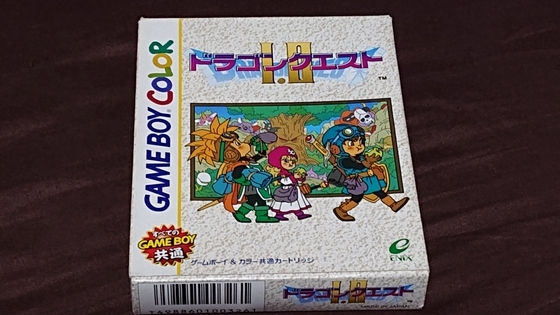 GAME BOY COLOR
ドラゴンクエスト
I・II
TM
すべての
GAME BOY
共通
ゲームボーイ&カラー共通カートリッジ
ENIX
ドラゴンクエスト
I・II
MADE IN JAPAN